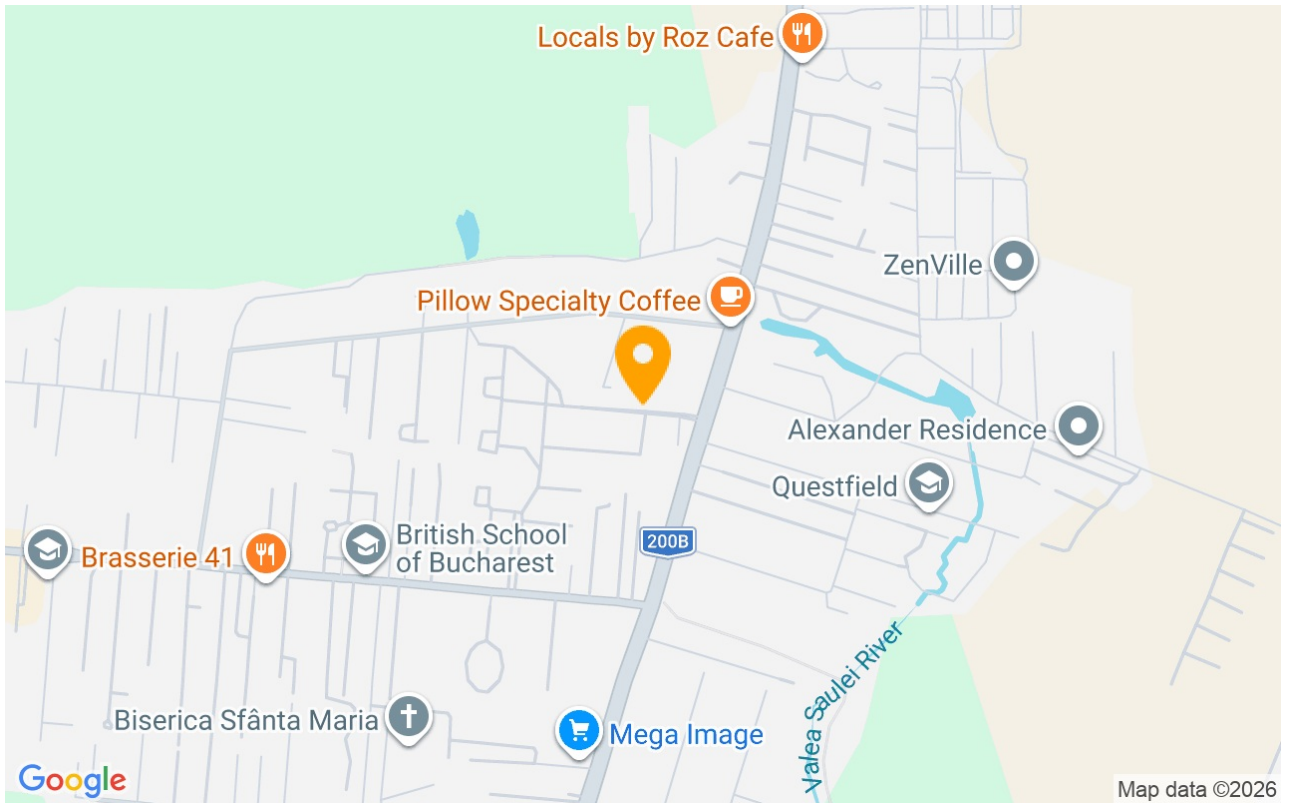 Locals by Roz Cafe
ZenVille
Pillow Specialty Coffee
Alexander Residence
Questfield
200B
British School
of Bucharest
Brasserie 41
Valea Saulei River
Biserica Sfânta Maria
Mega Image
Google
Map data ©2026